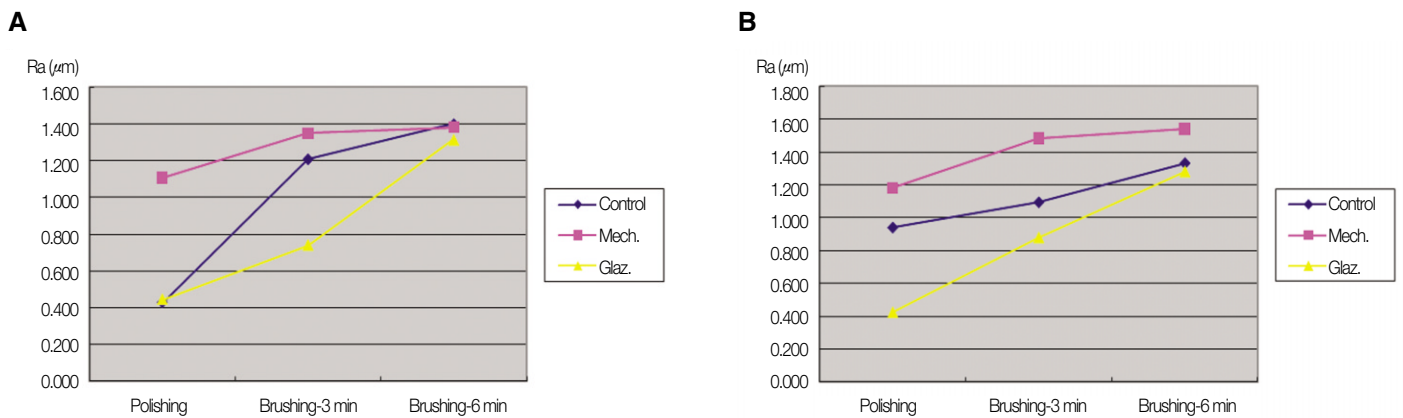 A
Ra (μm)
1.600
1.400
1.200
1.000
0.800
0.600
0.400
0.200
0.000
Polishing
Brushing-3 min
Brushing-6 min
Control
Mech.
Glaz.
B
Ra (μm)
1.800
1.600
1.400
1.200
1.000
0.800
0.600
0.400
0.200
0.000
Polishing
Brushing-3 min
Brushing-6 min
Control
Mech.
Glaz.